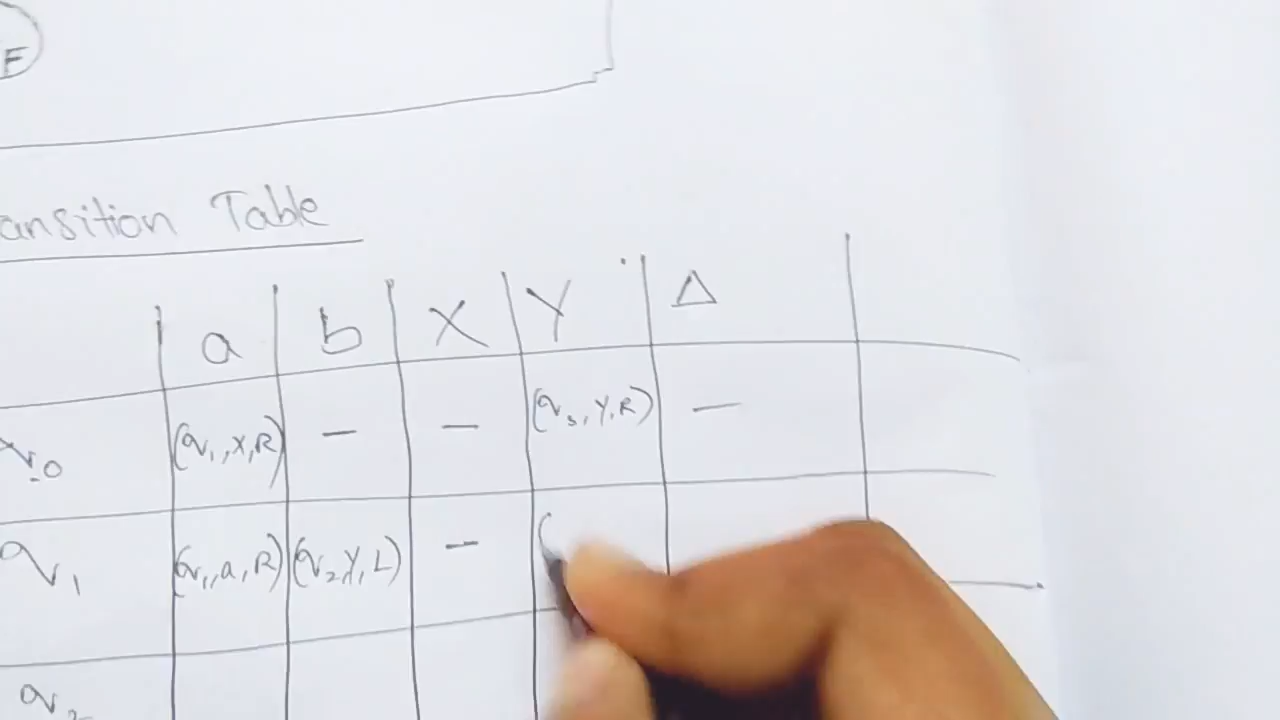 F
ansition Table
a b X Y Δ
q0 (q1, X, R) — — (q3, Y, R) —
q1 (q1, a, R) (q2, Y, L) — (
q2